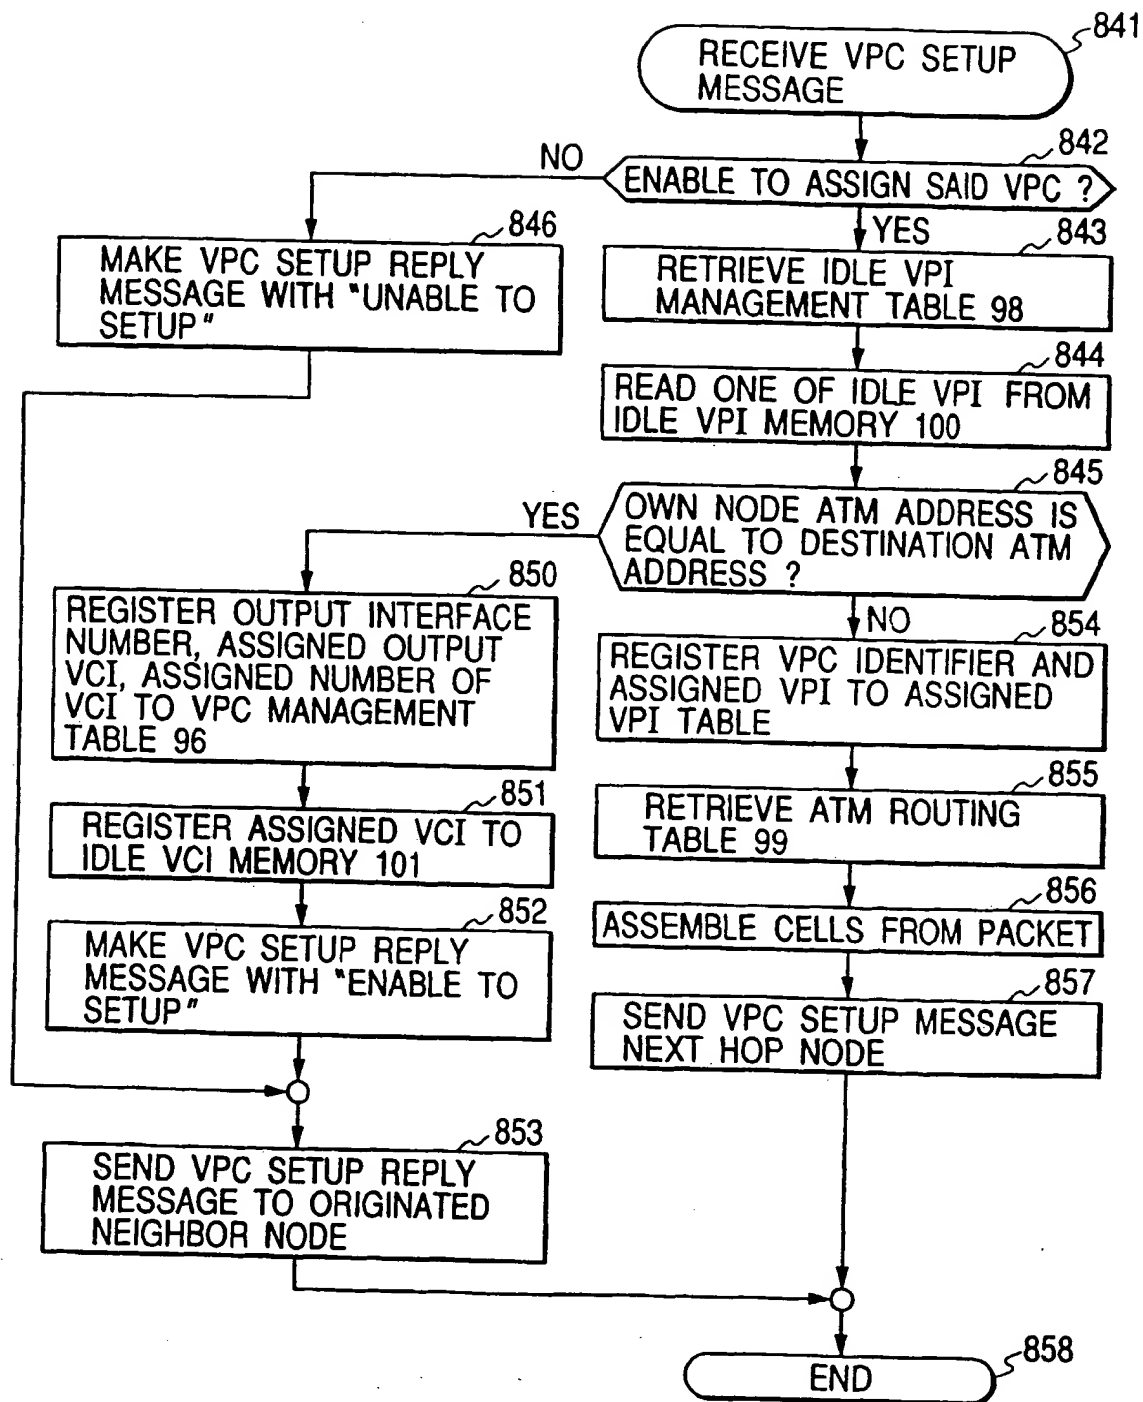 841
RECEIVE VPC SETUP
MESSAGE
842
NO
ENABLE TO ASSIGN SAID VPC ?
YES
846
MAKE VPC SETUP REPLY
MESSAGE WITH "UNABLE TO
SETUP"
843
RETRIEVE IDLE VPI
MANAGEMENT TABLE 98
844
READ ONE OF IDLE VPI FROM
IDLE VPI MEMORY 100
845
YES
OWN NODE ATM ADDRESS IS
EQUAL TO DESTINATION ATM
ADDRESS ?
NO
850
REGISTER OUTPUT INTERFACE
NUMBER, ASSIGNED OUTPUT
VCI, ASSIGNED NUMBER OF
VCI TO VPC MANAGEMENT
TABLE 96
851
REGISTER ASSIGNED VCI TO
IDLE VCI MEMORY 101
852
MAKE VPC SETUP REPLY
MESSAGE WITH "ENABLE TO
SETUP"
853
SEND VPC SETUP REPLY
MESSAGE TO ORIGINATED
NEIGHBOR NODE
854
REGISTER VPC IDENTIFIER AND
ASSIGNED VPI TO ASSIGNED
VPI TABLE
855
RETRIEVE ATM ROUTING
TABLE 99
856
ASSEMBLE CELLS FROM PACKET
857
SEND VPC SETUP MESSAGE
NEXT HOP NODE
858
END